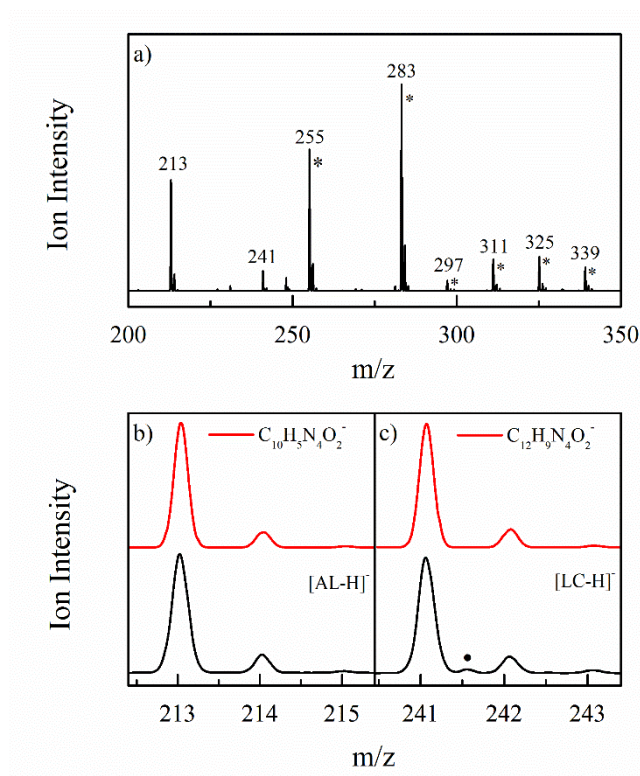 a)
Ion Intensity
283
*
255
*
213
241
297
*
311
*
325
*
339
*
200 250 300 350
m/z
b) C₁₀H₅N₄O₂⁻
c) C₁₂H₉N₄O₂⁻
Ion Intensity
[AL-H]⁻
[LC-H]⁻
213 214 215 241 242 243
m/z